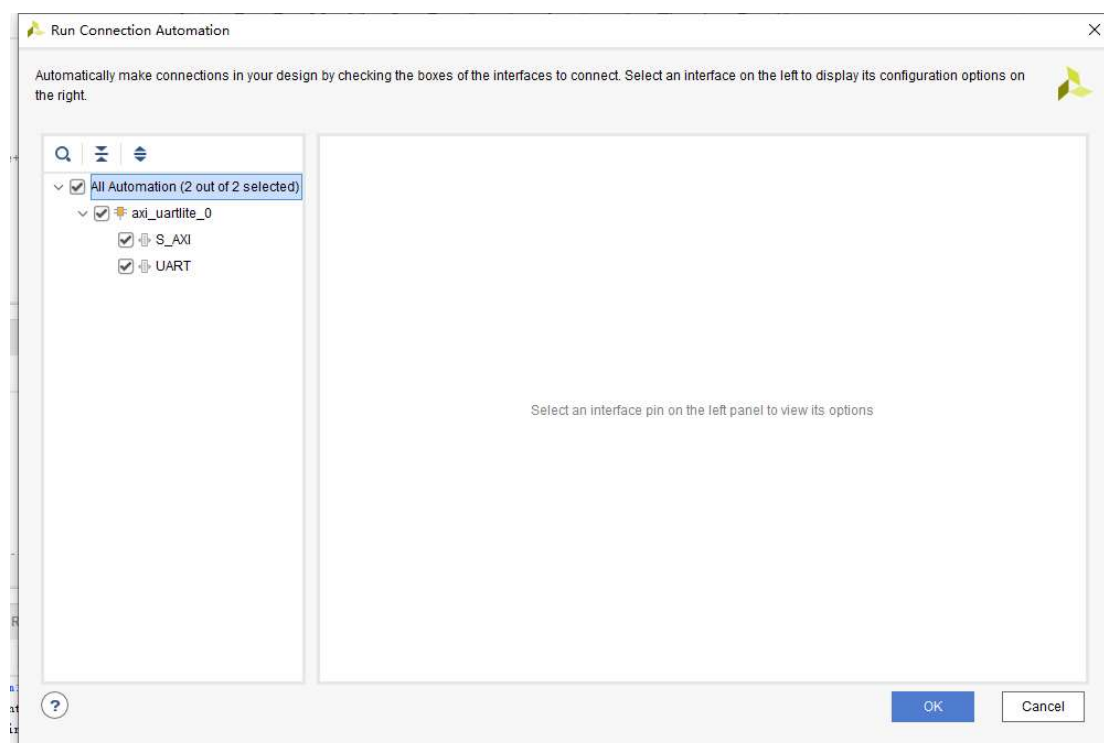 Run Connection Automation
Automatically make connections in your design by checking the boxes of the interfaces to connect. Select an interface on the left to display its configuration options on
the right.
All Automation (2 out of 2 selected)
axi_uartlite_0
S_AXI
UART
Select an interface pin on the left panel to view its options
?
OK
Cancel